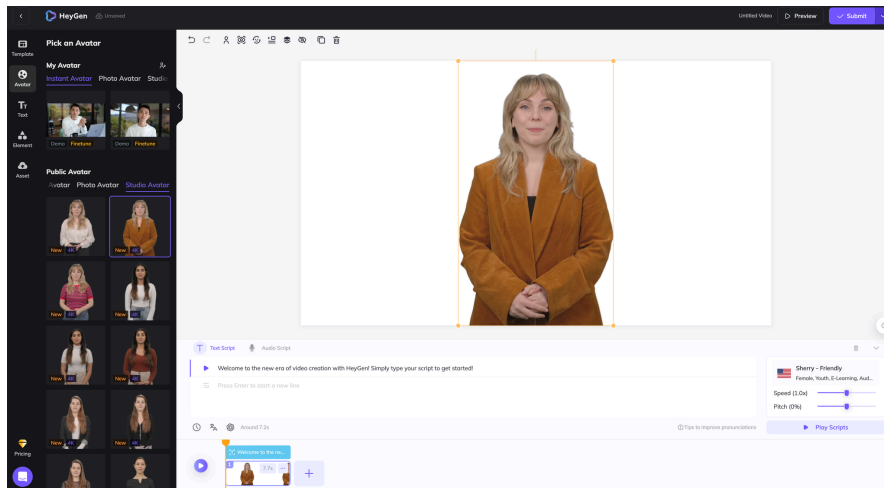 HeyGen
Unsaved
Untitled Video
Preview
Submit
Template
Avatar
Text
Element
Asset
Pricing
Pick an Avatar
My Avatar
Instant Avatar Photo Avatar Studio
Demo Finetune
Demo Finetune
Public Avatar
Avatar Photo Avatar Studio Avatar
New 4K
New 4K
New 4K
New 4K
New 4K
New 4K
New 4K
New 4K
Text Script
Audio Script
Welcome to the new era of video creation with HeyGen! Simply type your script to get started!
Press Enter to start a new line
Around 7.2s
Tips to improve pronunciations
Sherry - Friendly
Female, Youth, E-Learning, Aud...
Speed (1.0x)
Pitch (0%)
Play Scripts
Welcome to the ne...
1
7.7s